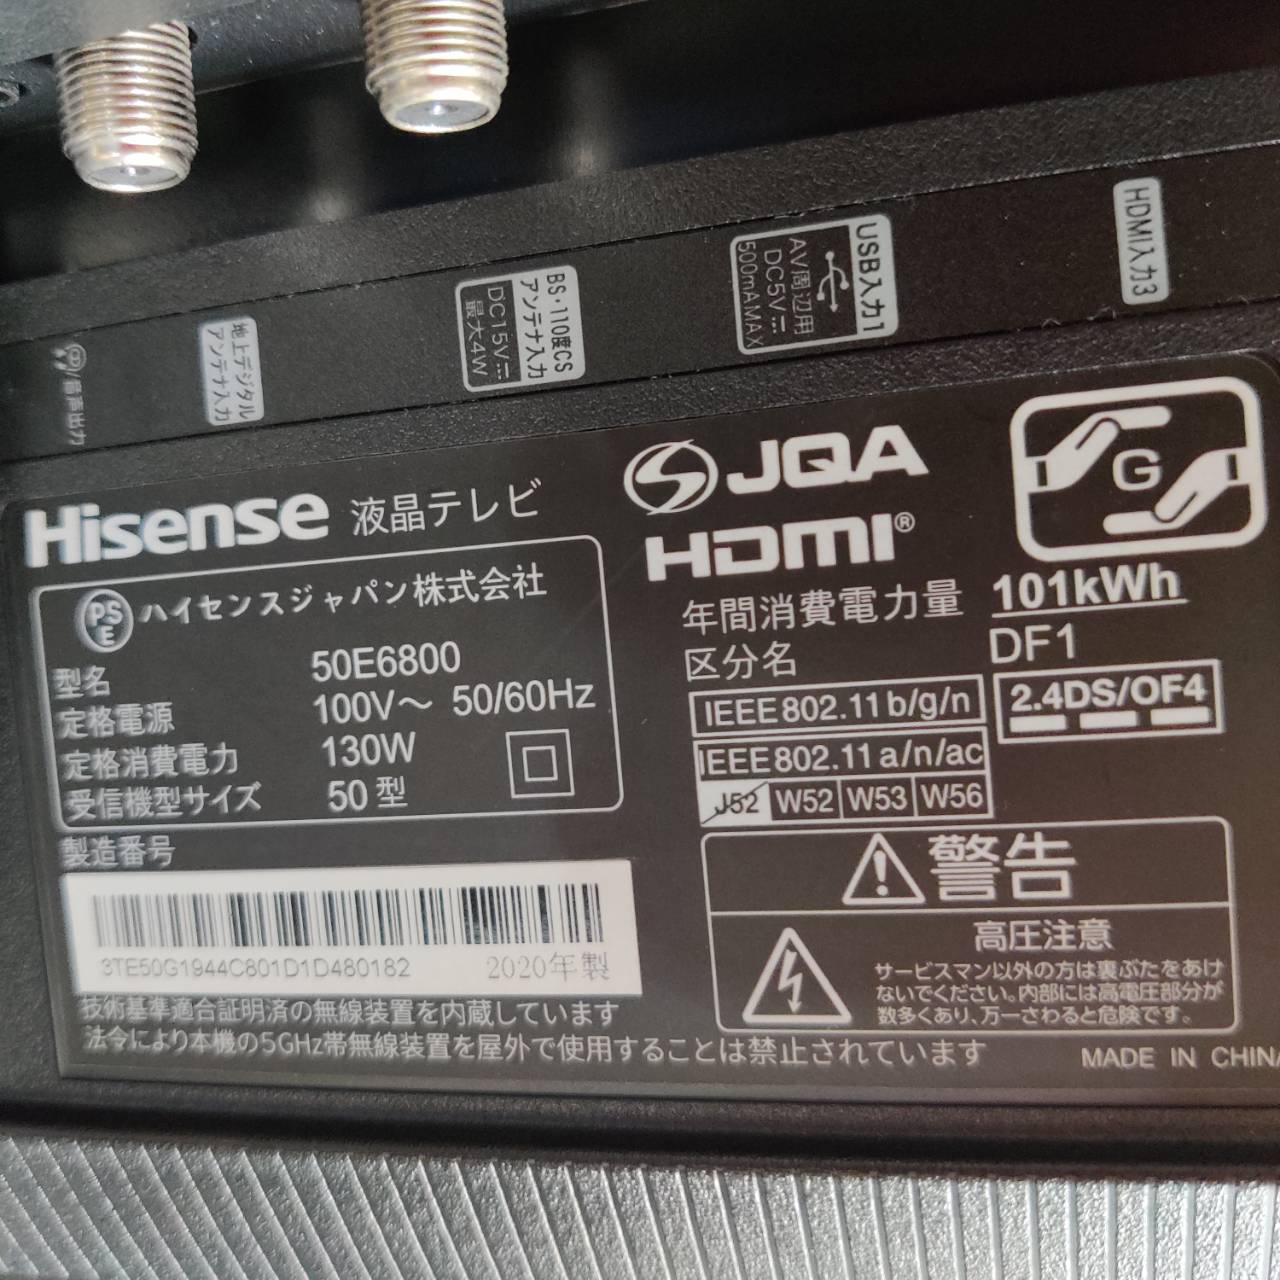 HDMI入力3
USB入力1
AV周辺用
DC5V⎓
500mAMAX
BS・110度CS
アンテナ入力
DC15V⎓
最大4W
地上デジタル
アンテナ入力
/音声出力
Hisense 液晶テレビ
JQA
HDMI®
G
PSE ハイセンスジャパン株式会社
型名 50E6800
定格電源 100V～ 50/60Hz
定格消費電力 130W
受信機型サイズ 50型
年間消費電力量 101kWh
区分名 DF1
IEEE802.11b/g/n
2.4DS/OF4
IEEE802.11a/n/ac
J52 W52 W53 W56
製造番号
3TE50G1944C801D1D480182
2020年製
警告
高圧注意
サービスマン以外の方は裏ぶたをあけ
ないでください。内部には高電圧部分が
数多くあり、万一さわると危険です。
技術基準適合証明済の無線装置を内蔵しています
法令により本機の5GHz帯無線装置を屋外で使用することは禁止されています
MADE IN CHINA